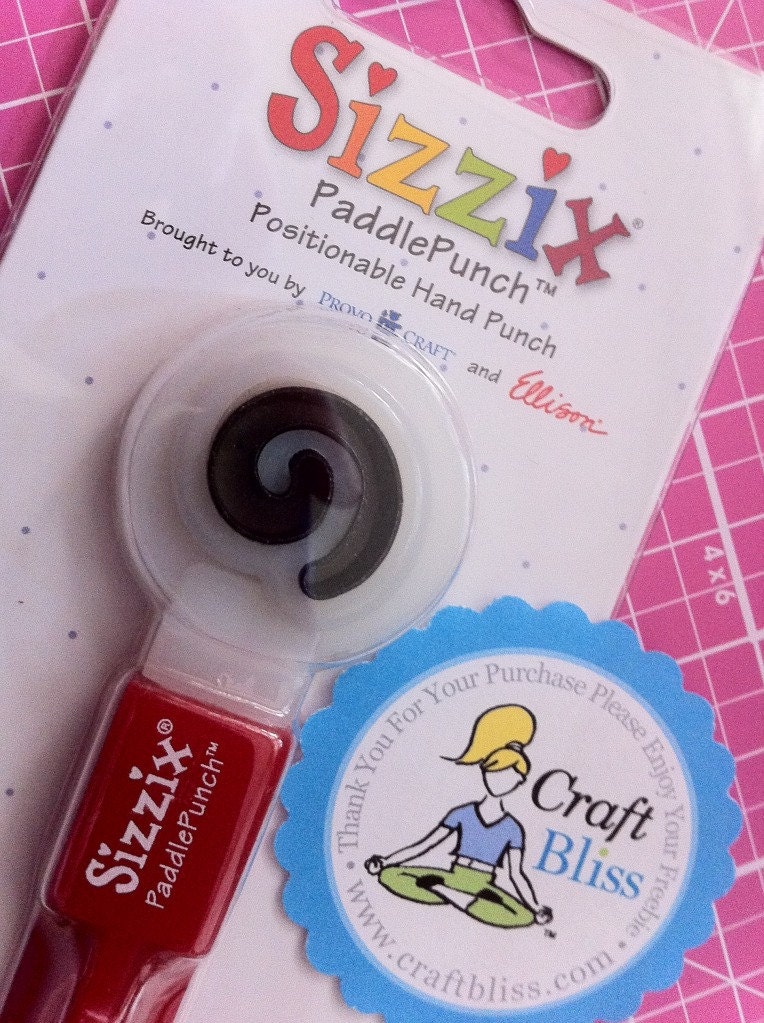 Sizzix®
PaddlePunch™
Positionable Hand Punch
Brought to you by PROVO CRAFT® and Ellison®
4 x 6
Sizzix®
PaddlePunch™
• Thank You For Your Purchase Please Enjoy Your Freebie •
Craft
Bliss
™
www.craftbliss.com